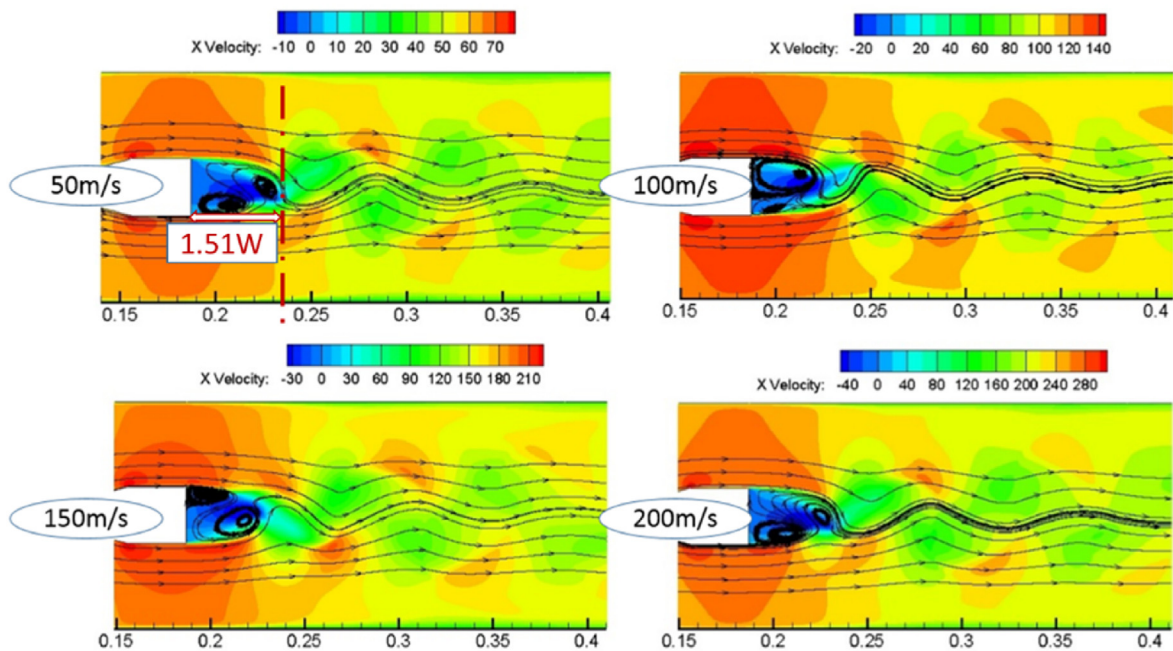 X Velocity: -10 0 10 20 30 40 50 60 70
50m/s
1.51W
0.15 0.2 0.25 0.3 0.35 0.4
X Velocity: -20 0 20 40 60 80 100 120 140
100m/s
0.15 0.2 0.25 0.3 0.35 0.4
X Velocity: -30 0 30 60 90 120 150 180 210
150m/s
0.15 0.2 0.25 0.3 0.35 0.4
X Velocity: -40 0 40 80 120 160 200 240 280
200m/s
0.15 0.2 0.25 0.3 0.35 0.4